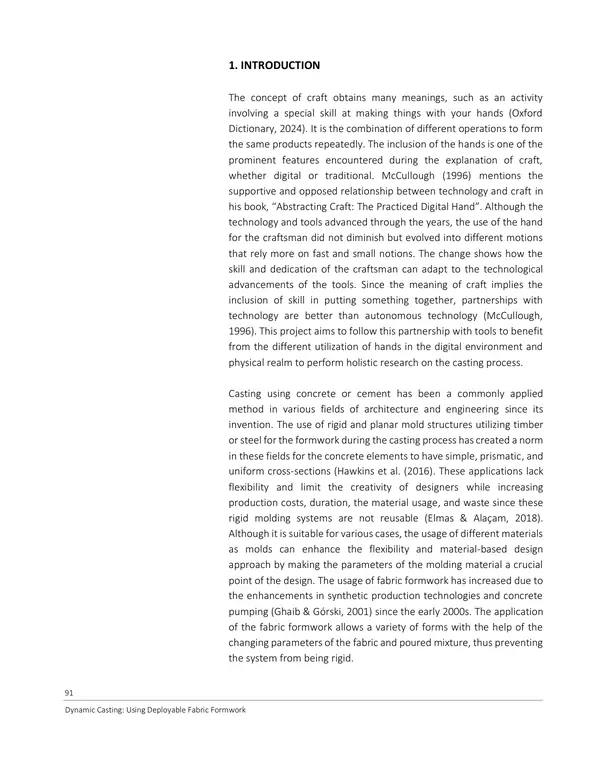 1. INTRODUCTION
The concept of craft obtains many meanings, such as an activity
involving a special skill at making things with your hands (Oxford
Dictionary, 2024). It is the combination of different operations to form
the same products repeatedly. The inclusion of the hands is one of the
prominent features encountered during the explanation of craft,
whether digital or traditional. McCullough (1996) mentions the
supportive and opposed relationship between technology and craft in
his book, “Abstracting Craft: The Practiced Digital Hand”. Although the
technology and tools advanced through the years, the use of the hand
for the craftsman did not diminish but evolved into different motions
that rely more on fast and small notions. The change shows how the
skill and dedication of the craftsman can adapt to the technological
advancements of the tools. Since the meaning of craft implies the
inclusion of skill in putting something together, partnerships with
technology are better than autonomous technology (McCullough,
1996). This project aims to follow this partnership with tools to benefit
from the different utilization of hands in the digital environment and
physical realm to perform holistic research on the casting process.
Casting using concrete or cement has been a commonly applied
method in various fields of architecture and engineering since its
invention. The use of rigid and planar mold structures utilizing timber
or steel for the formwork during the casting process has created a norm
in these fields for the concrete elements to have simple, prismatic, and
uniform cross-sections (Hawkins et al. (2016). These applications lack
flexibility and limit the creativity of designers while increasing
production costs, duration, the material usage, and waste since these
rigid molding systems are not reusable (Elmas & Alaçam, 2018).
Although it is suitable for various cases, the usage of different materials
as molds can enhance the flexibility and material-based design
approach by making the parameters of the molding material a crucial
point of the design. The usage of fabric formwork has increased due to
the enhancements in synthetic production technologies and concrete
pumping (Ghaib & Górski, 2001) since the early 2000s. The application
of the fabric formwork allows a variety of forms with the help of the
changing parameters of the fabric and poured mixture, thus preventing
the system from being rigid.
91
Dynamic Casting: Using Deployable Fabric Formwork